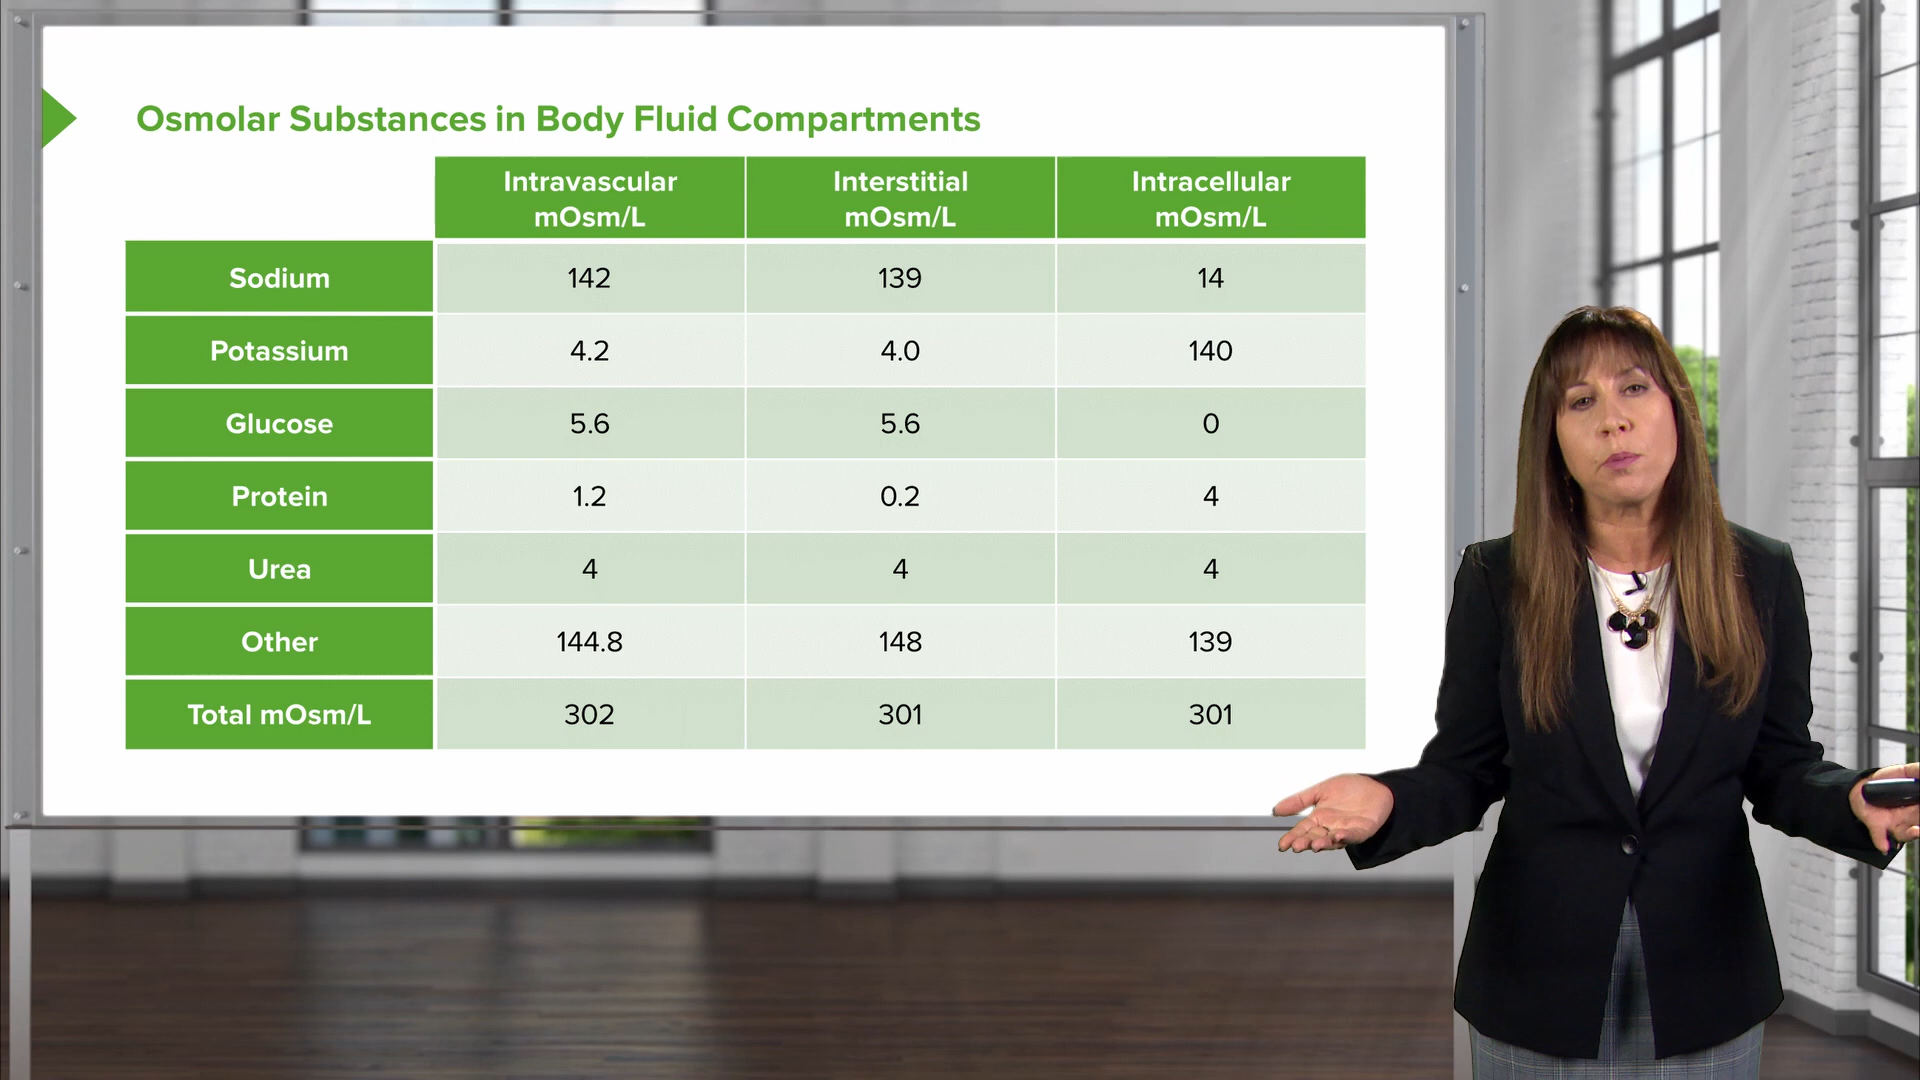 Osmolar Substances in Body Fluid Compartments
Intravascular mOsm/L Interstitial mOsm/L Intracellular mOsm/L
Sodium 142 139 14
Potassium 4.2 4.0 140
Glucose 5.6 5.6 0
Protein 1.2 0.2 4
Urea 4 4 4
Other 144.8 148 139
Total mOsm/L 302 301 301